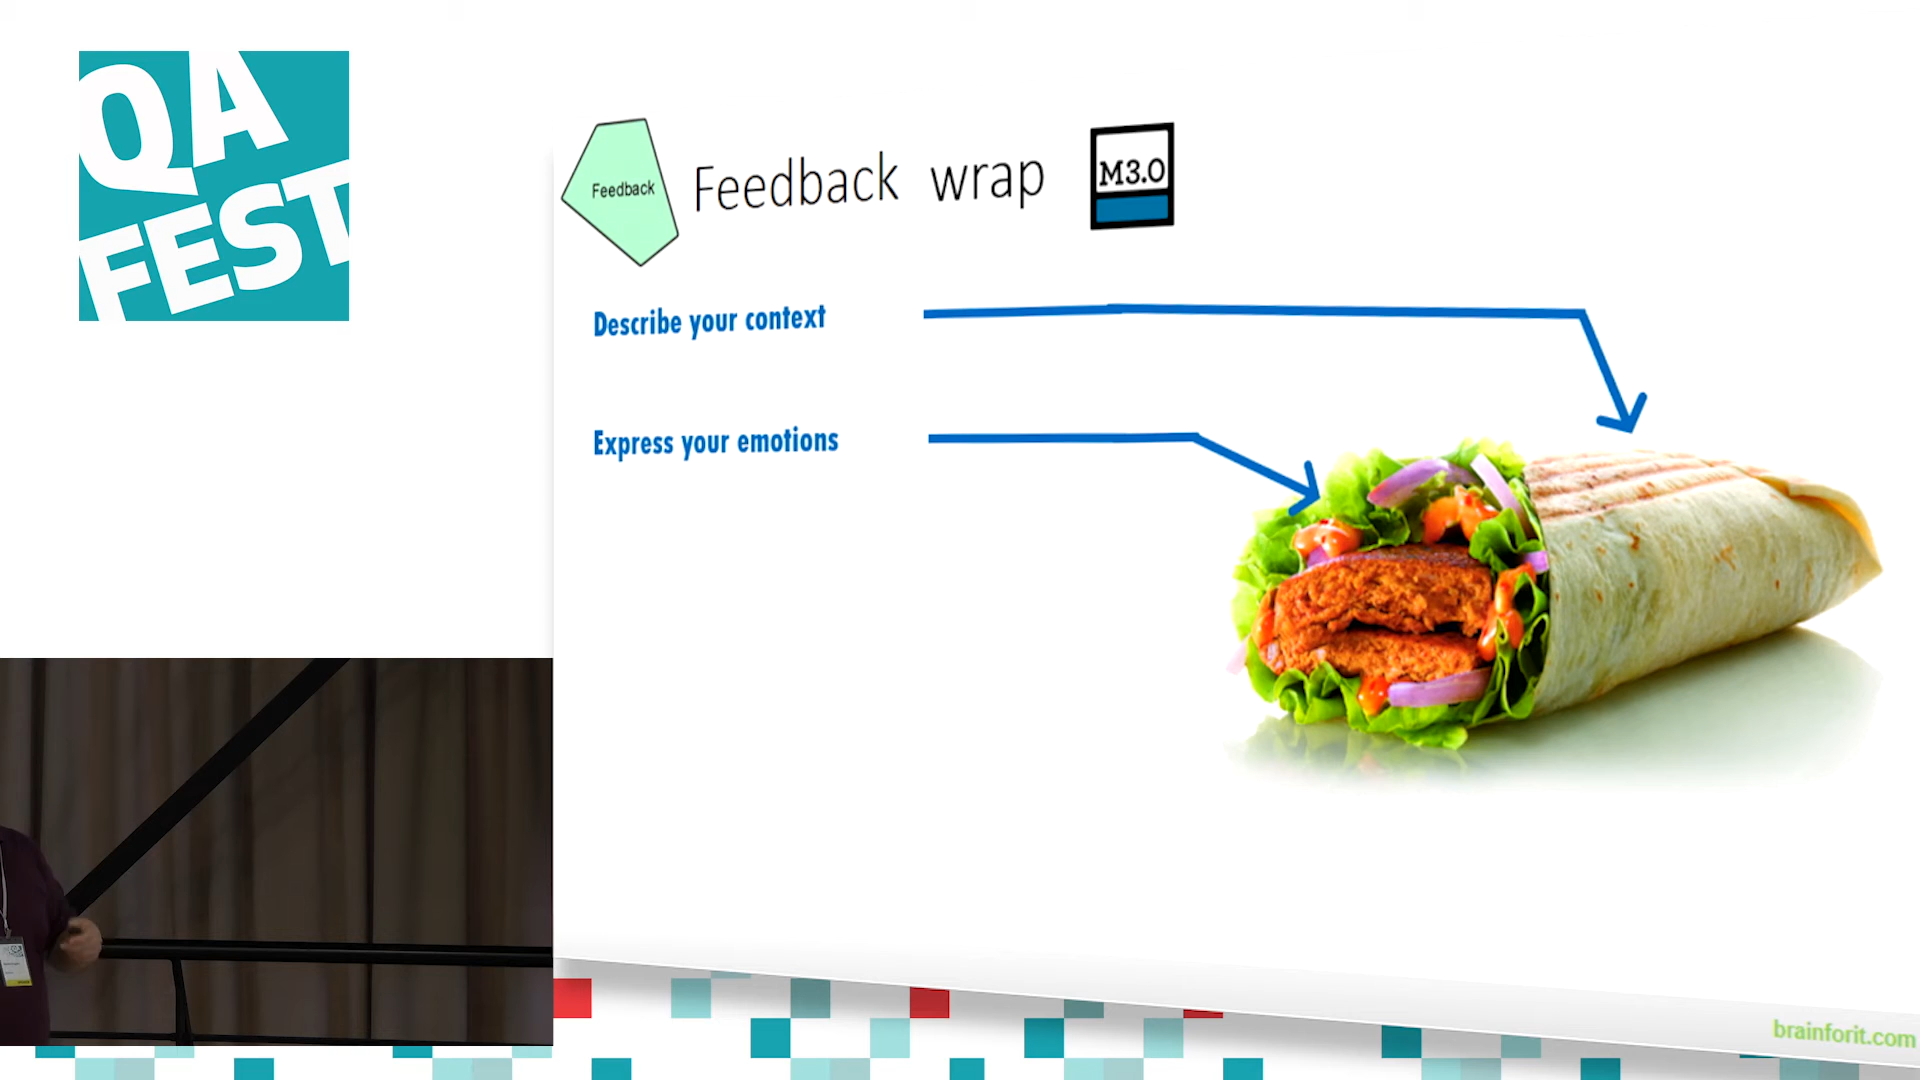 QA
FEST
Feedback
Feedback wrap
M3.0
Describe your context
Express your emotions
brainforit.com